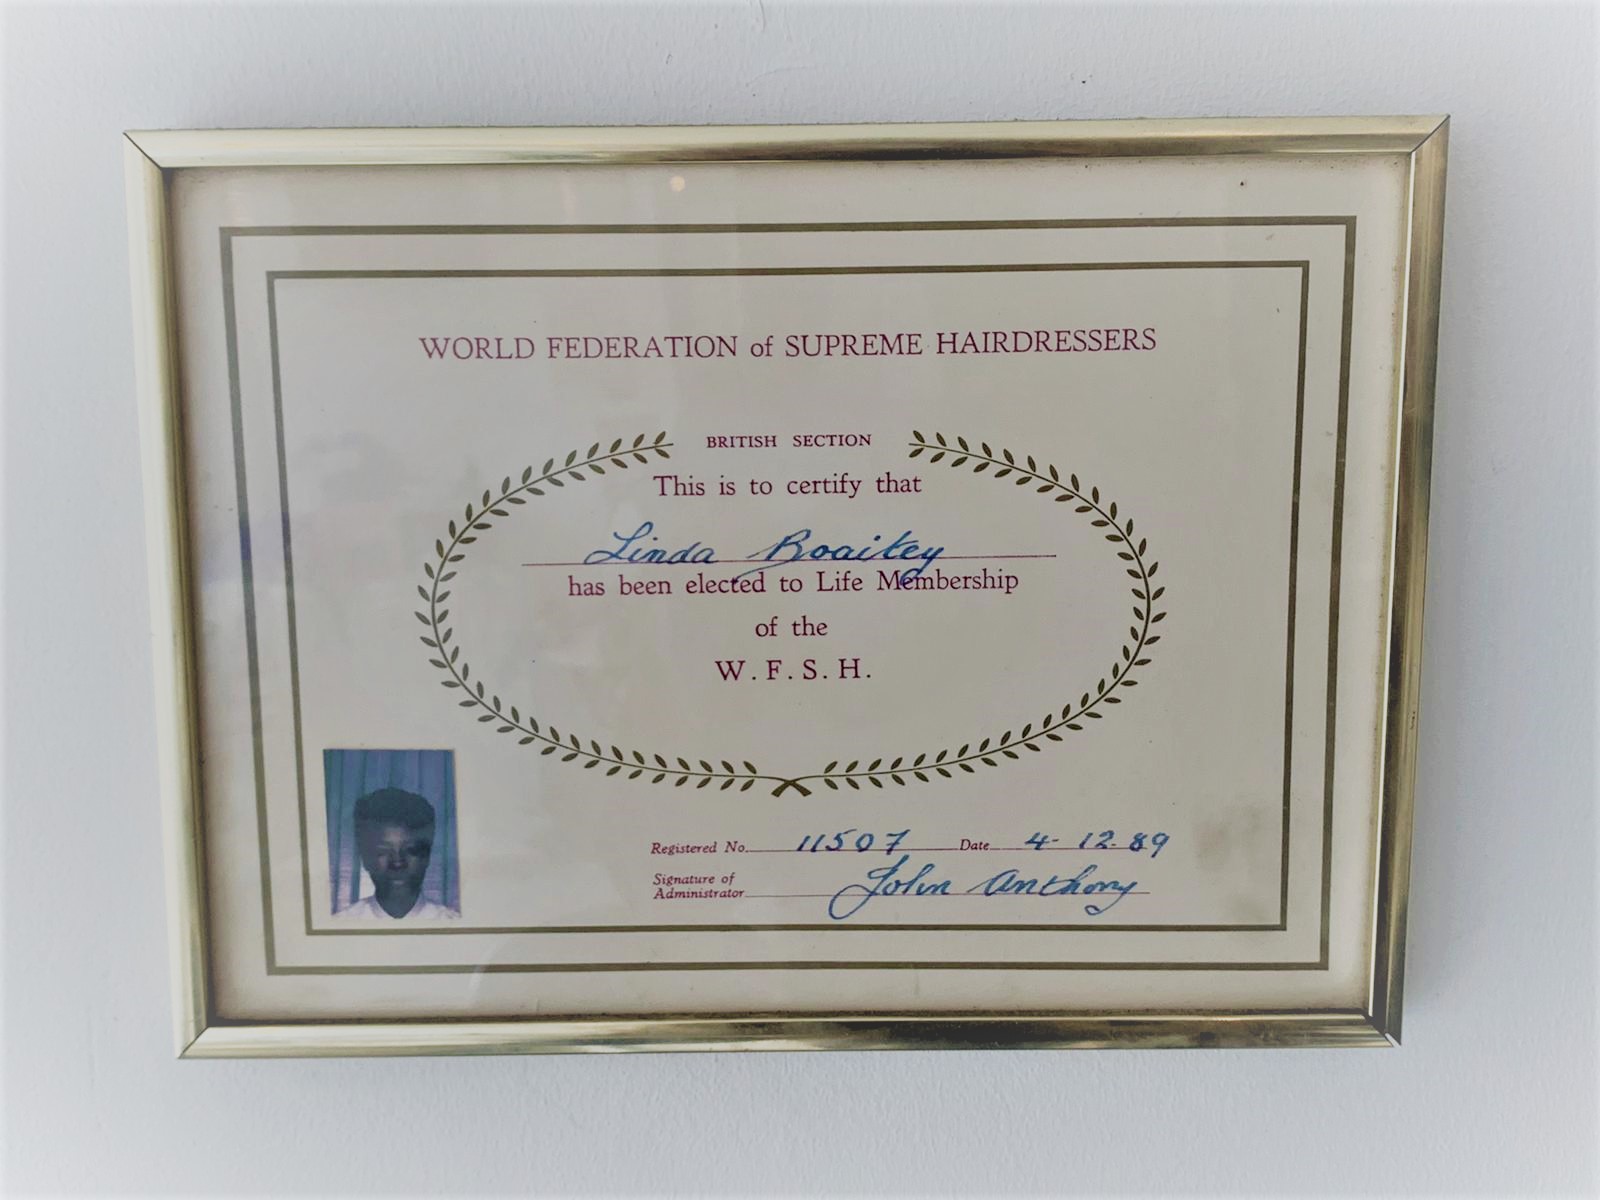 WORLD FEDERATION of SUPREME HAIRDRESSERS
BRITISH SECTION
This is to certify that
Linda Boaikey
has been elected to Life Membership
of the
W. F. S. H.
Registered No. 11507 Date 4-12-89
Signature of
Administrator John Anthony